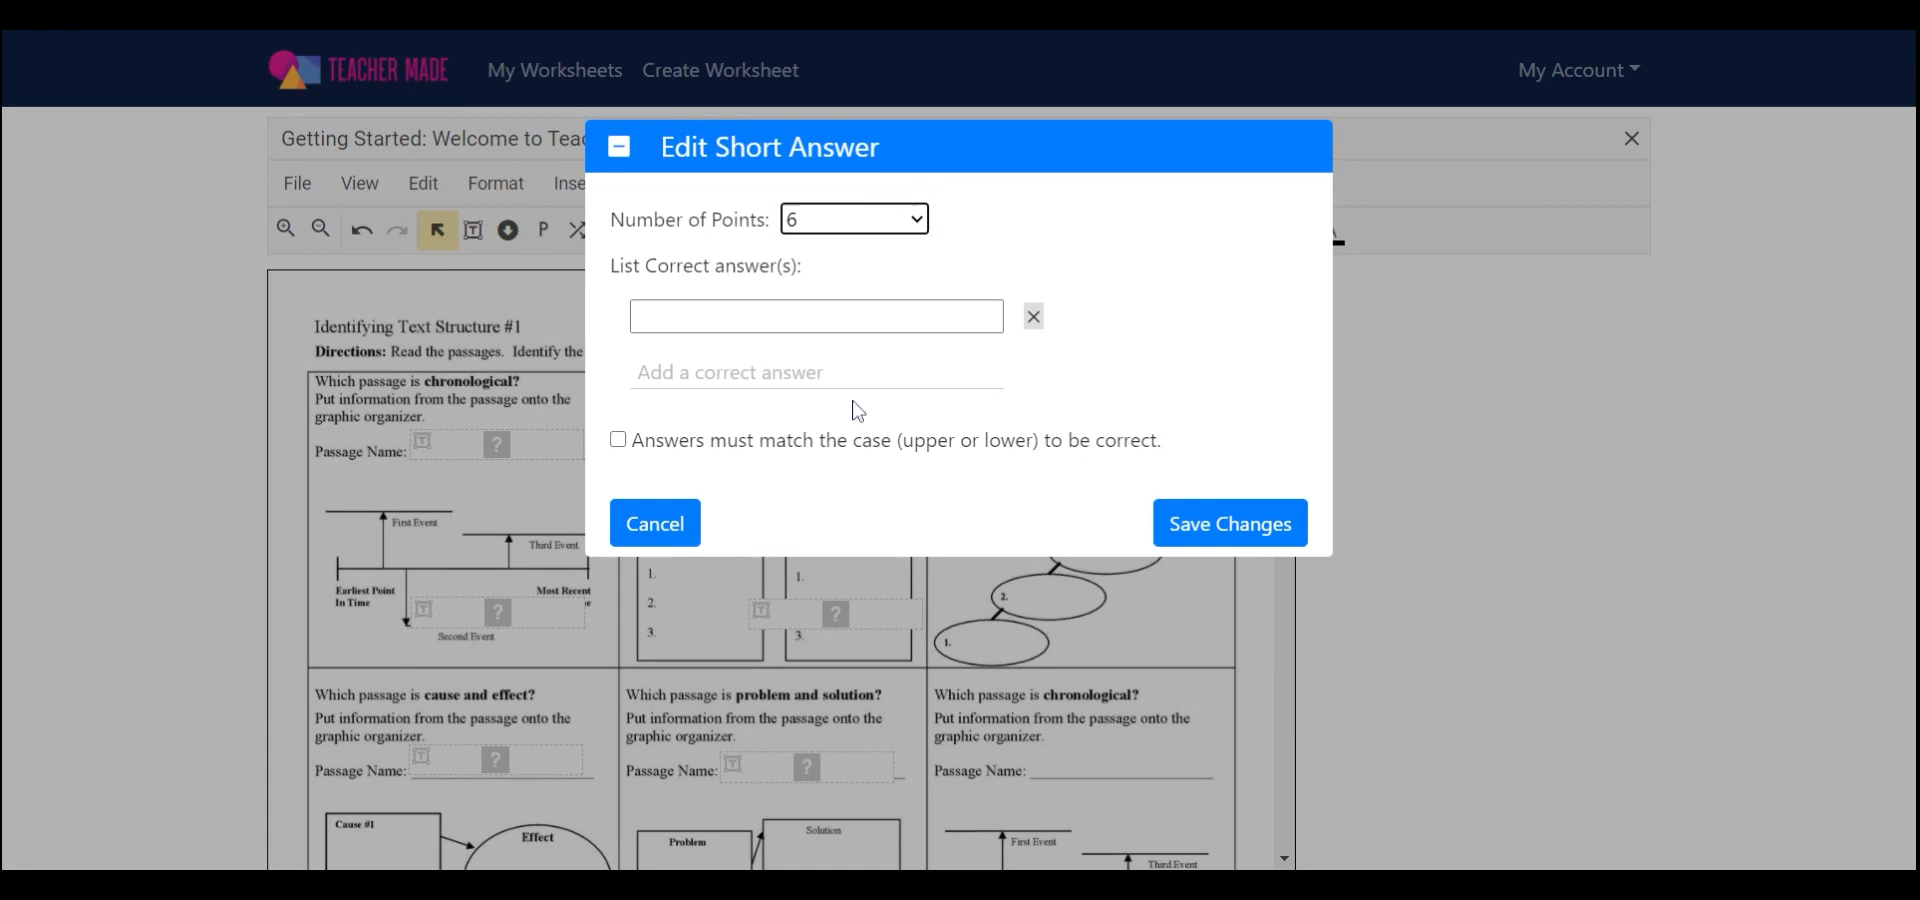 TEACHER MADE My Worksheets Create Worksheet My Account
Getting Started: Welcome to
File View Edit Format
P
Edit Short Answer
Number of Points: 6
List Correct answer(s):
Add a correct answer
Answers must match the case (upper or lower) to be correct.
Cancel Save Changes
Identifying Text Structure #1
Directions: Read the passages. Identify the
Which passage is chronological?
Put information from the passage onto the
graphic organizer.
Passage Name: T ?
First Event
Third Event
Earliest Point
In Time
Most Recent
T ?
Second Event
1.
2.
3.
1.
T ?
3.
2.
1.
Which passage is cause and effect?
Put information from the passage onto the
graphic organizer.
Passage Name: T ?
Cause #1
Effect
Which passage is problem and solution?
Put information from the passage onto the
graphic organizer.
Passage Name: T ?
Problem
Solution
Which passage is chronological?
Put information from the passage onto the
graphic organizer.
Passage Name:
First Event
Third Event